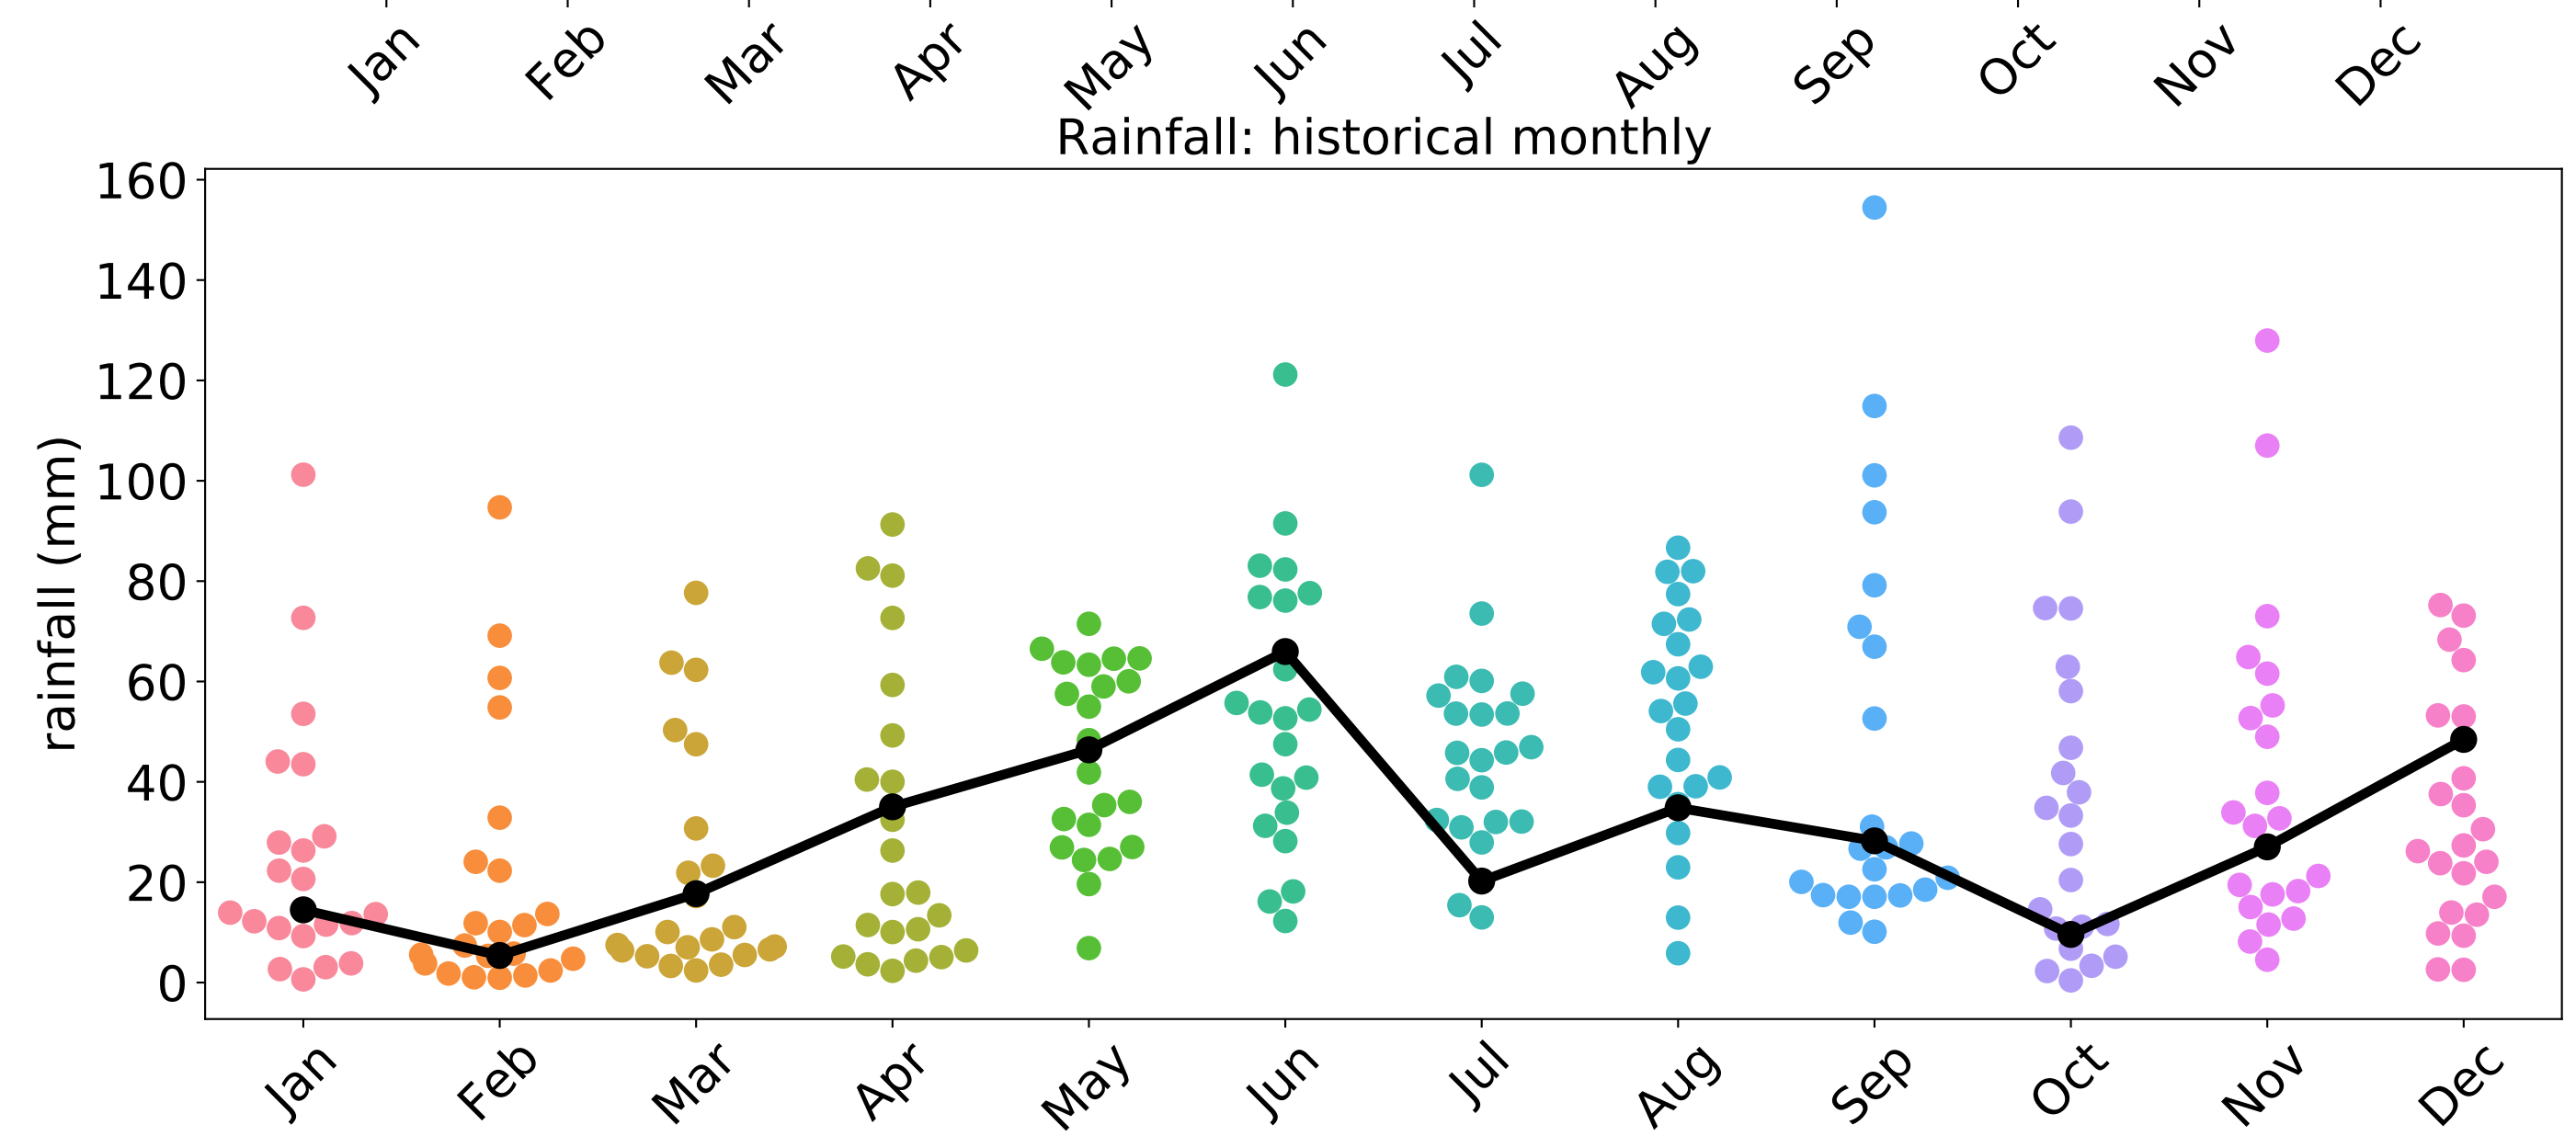 Jan Feb Mar Apr May Jun Jul Aug Sep Oct Nov Dec
Rainfall: historical monthly
160
140
120
100
80
60
40
20
0
rainfall (mm)
Jan Feb Mar Apr May Jun Jul Aug Sep Oct Nov Dec